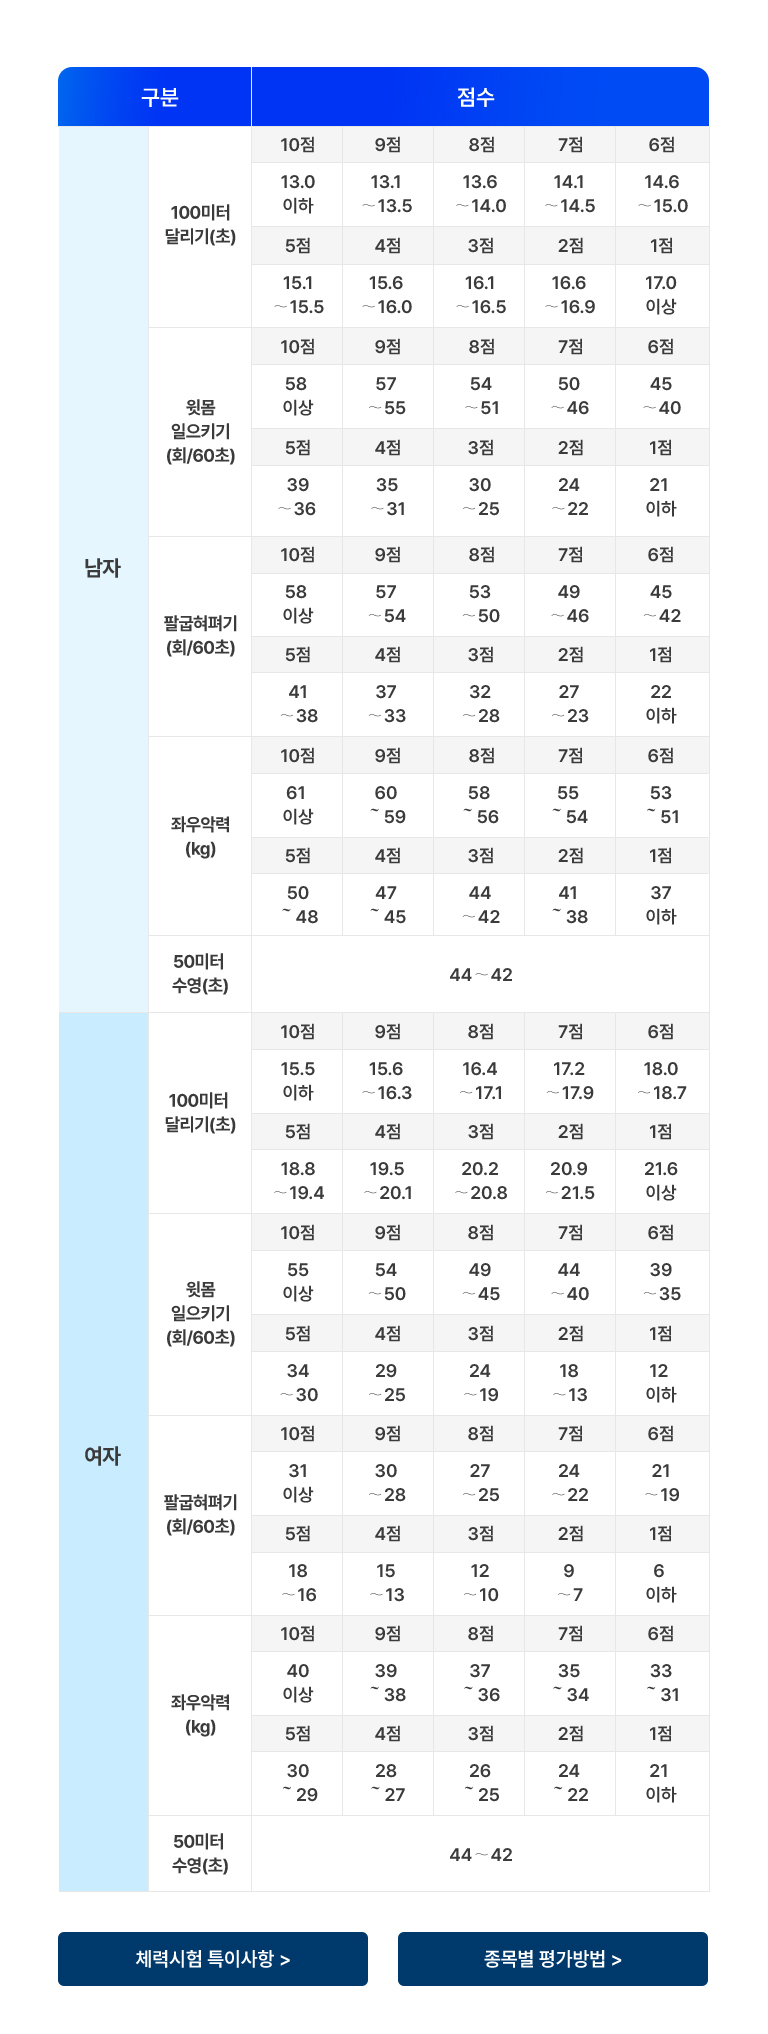 구분 점수
남자
100미터
달리기(초)
10점 9점 8점 7점 6점
13.0 13.1 13.6 14.1 14.6
이하 ~13.5 ~14.0 ~14.5 ~15.0
5점 4점 3점 2점 1점
15.1 15.6 16.1 16.6 17.0
~15.5 ~16.0 ~16.5 ~16.9 이상
윗몸
일으키기
(회/60초)
10점 9점 8점 7점 6점
58 57 54 50 45
이상 ~55 ~51 ~46 ~40
5점 4점 3점 2점 1점
39 35 30 24 21
~36 ~31 ~25 ~22 이하
팔굽혀펴기
(회/60초)
10점 9점 8점 7점 6점
58 57 53 49 45
이상 ~54 ~50 ~46 ~42
5점 4점 3점 2점 1점
41 37 32 27 22
~38 ~33 ~28 ~23 이하
좌우악력
(kg)
10점 9점 8점 7점 6점
61 60 58 55 53
이상 ~ 59 ~ 56 ~ 54 ~ 51
5점 4점 3점 2점 1점
50 47 44 41 37
~ 48 ~ 45 ~42 ~ 38 이하
50미터
수영(초)
44~42
여자
100미터
달리기(초)
10점 9점 8점 7점 6점
15.5 15.6 16.4 17.2 18.0
이하 ~16.3 ~17.1 ~17.9 ~18.7
5점 4점 3점 2점 1점
18.8 19.5 20.2 20.9 21.6
~19.4 ~20.1 ~20.8 ~21.5 이상
윗몸
일으키기
(회/60초)
10점 9점 8점 7점 6점
55 54 49 44 39
이상 ~50 ~45 ~40 ~35
5점 4점 3점 2점 1점
34 29 24 18 12
~30 ~25 ~19 ~13 이하
팔굽혀펴기
(회/60초)
10점 9점 8점 7점 6점
31 30 27 24 21
이상 ~28 ~25 ~22 ~19
5점 4점 3점 2점 1점
18 15 12 9 6
~16 ~13 ~10 ~7 이하
좌우악력
(kg)
10점 9점 8점 7점 6점
40 39 37 35 33
이상 ~ 38 ~ 36 ~ 34 ~ 31
5점 4점 3점 2점 1점
30 28 26 24 21
~ 29 ~ 27 ~ 25 ~ 22 이하
50미터
수영(초)
44~42
체력시험 특이사항 > 종목별 평가방법 >